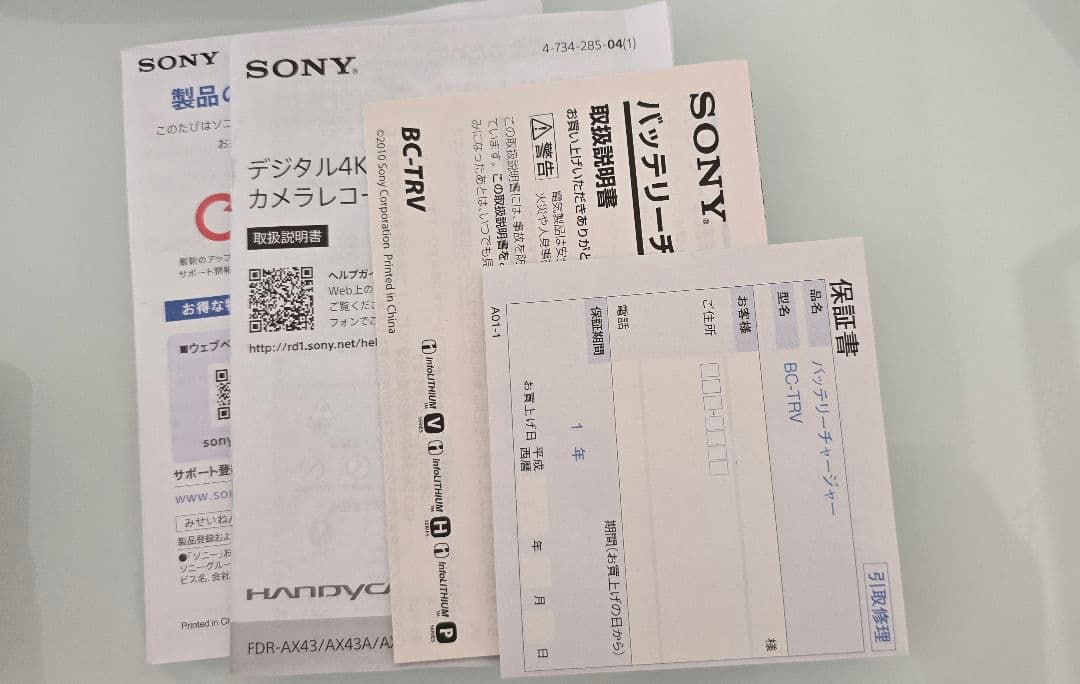 SONY
製品の
このたびはソニ
お
最新のアップ
サポート情報
お得な
■ウェブペ
sony
サポート登
www.so
みせいねん
製品登録およ
●「ソニー」お
ソニーグルー
ビス名、会社
Printed in Ch
4-734-285-04(1)
SONY
デジタル4K
カメラレコー
取扱説明書
ヘルプガイ
Web上の
ご覧くだ
フォンでこ
http://rd1.sony.net/hel
HANDYCA
FDR-AX43/AX43A/AX
SONY
バッテリーチ
取扱説明書
お買い上げいただきありがと
警告
電気製品は安
火災や人身事
この取扱説明書には、事故を防
ています。この取扱説明書を
みになったあとは、いつでも見
BC-TRV
©2010 Sony Corporation Printed in China
InfoLITHIUM V SERIES
InfoLITHIUM H SERIES
InfoLITHIUM P SERIES
保証書
品名 バッテリーチャージャー
型名 BC-TRV
お客様
様
ご住所
電話
保証期間
期間(お買上げの日から)
1 年
お買上げ日 平成
西暦
年 月 日
A01-1
引取修理